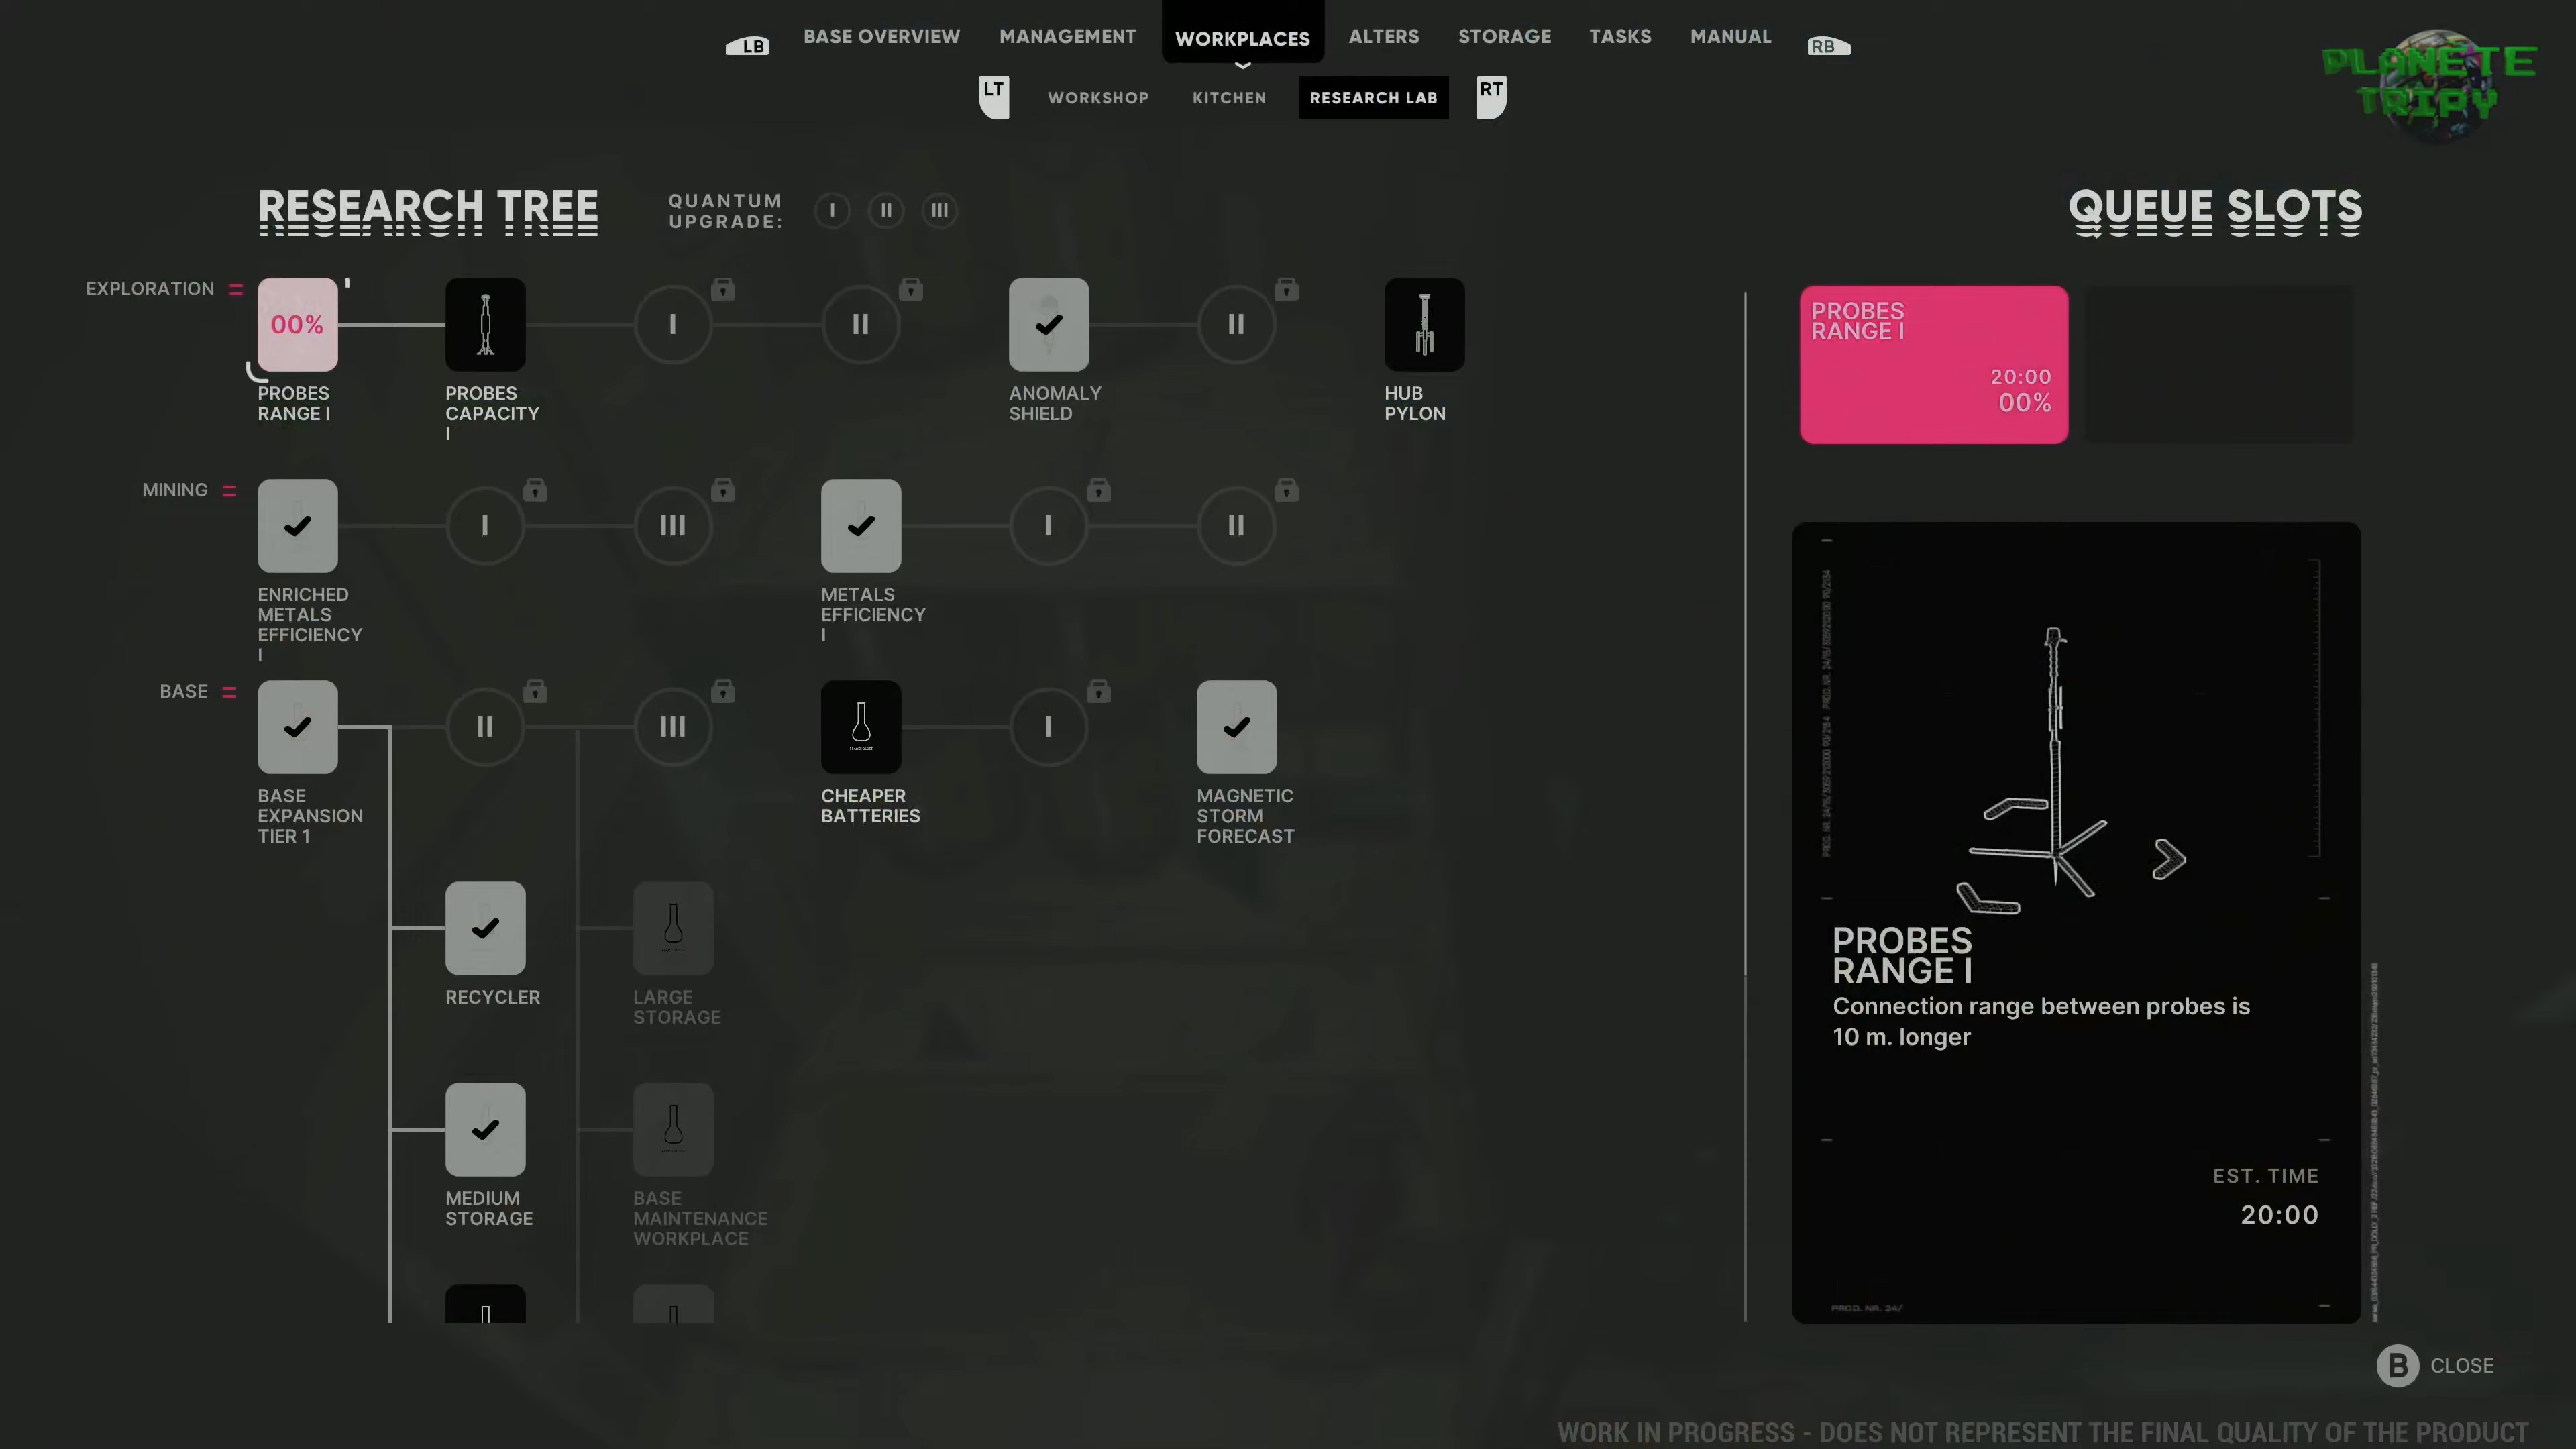 LB
BASE OVERVIEW
MANAGEMENT
WORKPLACES
ALTERS
STORAGE
TASKS
MANUAL
RB
LT
WORKSHOP
KITCHEN
RESEARCH LAB
RT
PLANETE
TRIPY
RESEARCH TREE
QUANTUM
UPGRADE:
I
II
III
QUEUE SLOTS
EXPLORATION
00%
PROBES
RANGE I
PROBES
CAPACITY
I
I
II
ANOMALY
SHIELD
II
HUB
PYLON
PROBES
RANGE I
20:00
00%
MINING
ENRICHED
METALS
EFFICIENCY
I
I
III
METALS
EFFICIENCY
I
I
II
BASE
BASE
EXPANSION
TIER 1
II
III
CHEAPER
BATTERIES
I
MAGNETIC
STORM
FORECAST
RECYCLER
LARGE
STORAGE
MEDIUM
STORAGE
BASE
MAINTENANCE
WORKPLACE
PROBES
RANGE I
Connection range between probes is
10 m. longer
EST. TIME
20:00
PROD. NR. 24/
B CLOSE
WORK IN PROGRESS - DOES NOT REPRESENT THE FINAL QUALITY OF THE PRODUCT